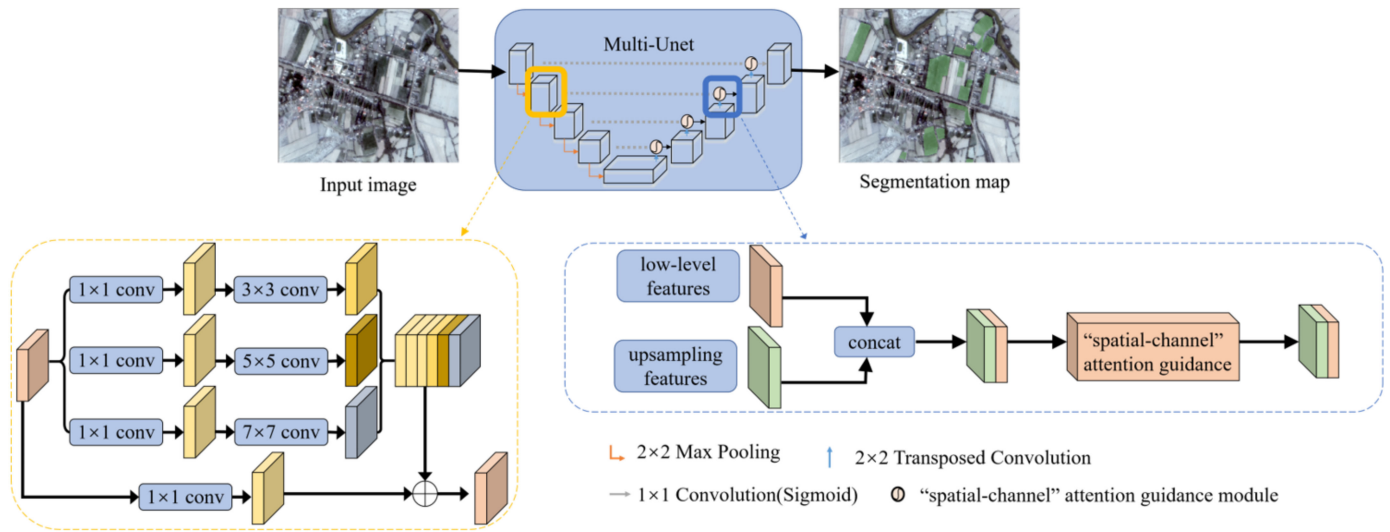 Multi-Unet
Input image
Segmentation map
1×1 conv
3×3 conv
1×1 conv
5×5 conv
1×1 conv
7×7 conv
1×1 conv
low-level
features
upsampling
features
concat
“spatial-channel”
attention guidance
2×2 Max Pooling
2×2 Transposed Convolution
1×1 Convolution(Sigmoid)
“spatial-channel” attention guidance module